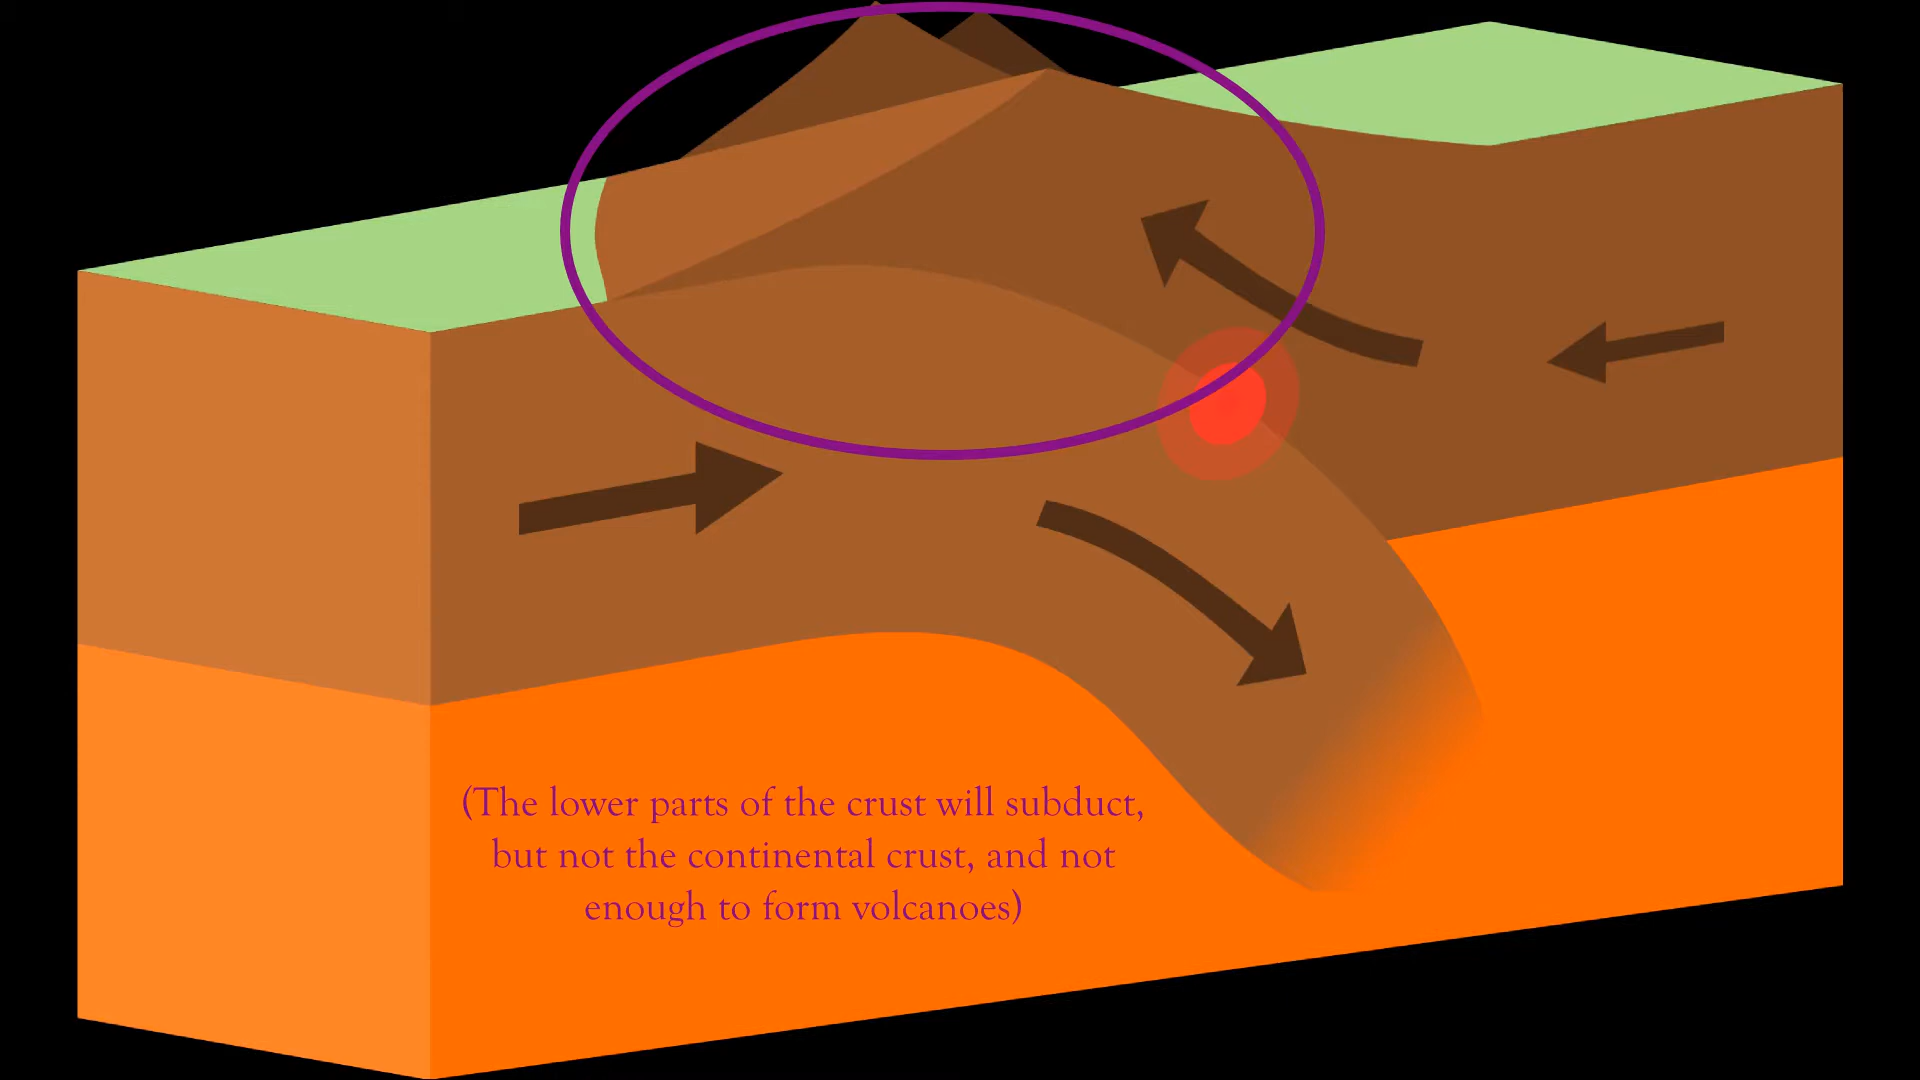 (The lower parts of the crust will subduct,
but not the continental crust, and not
enough to form volcanoes)